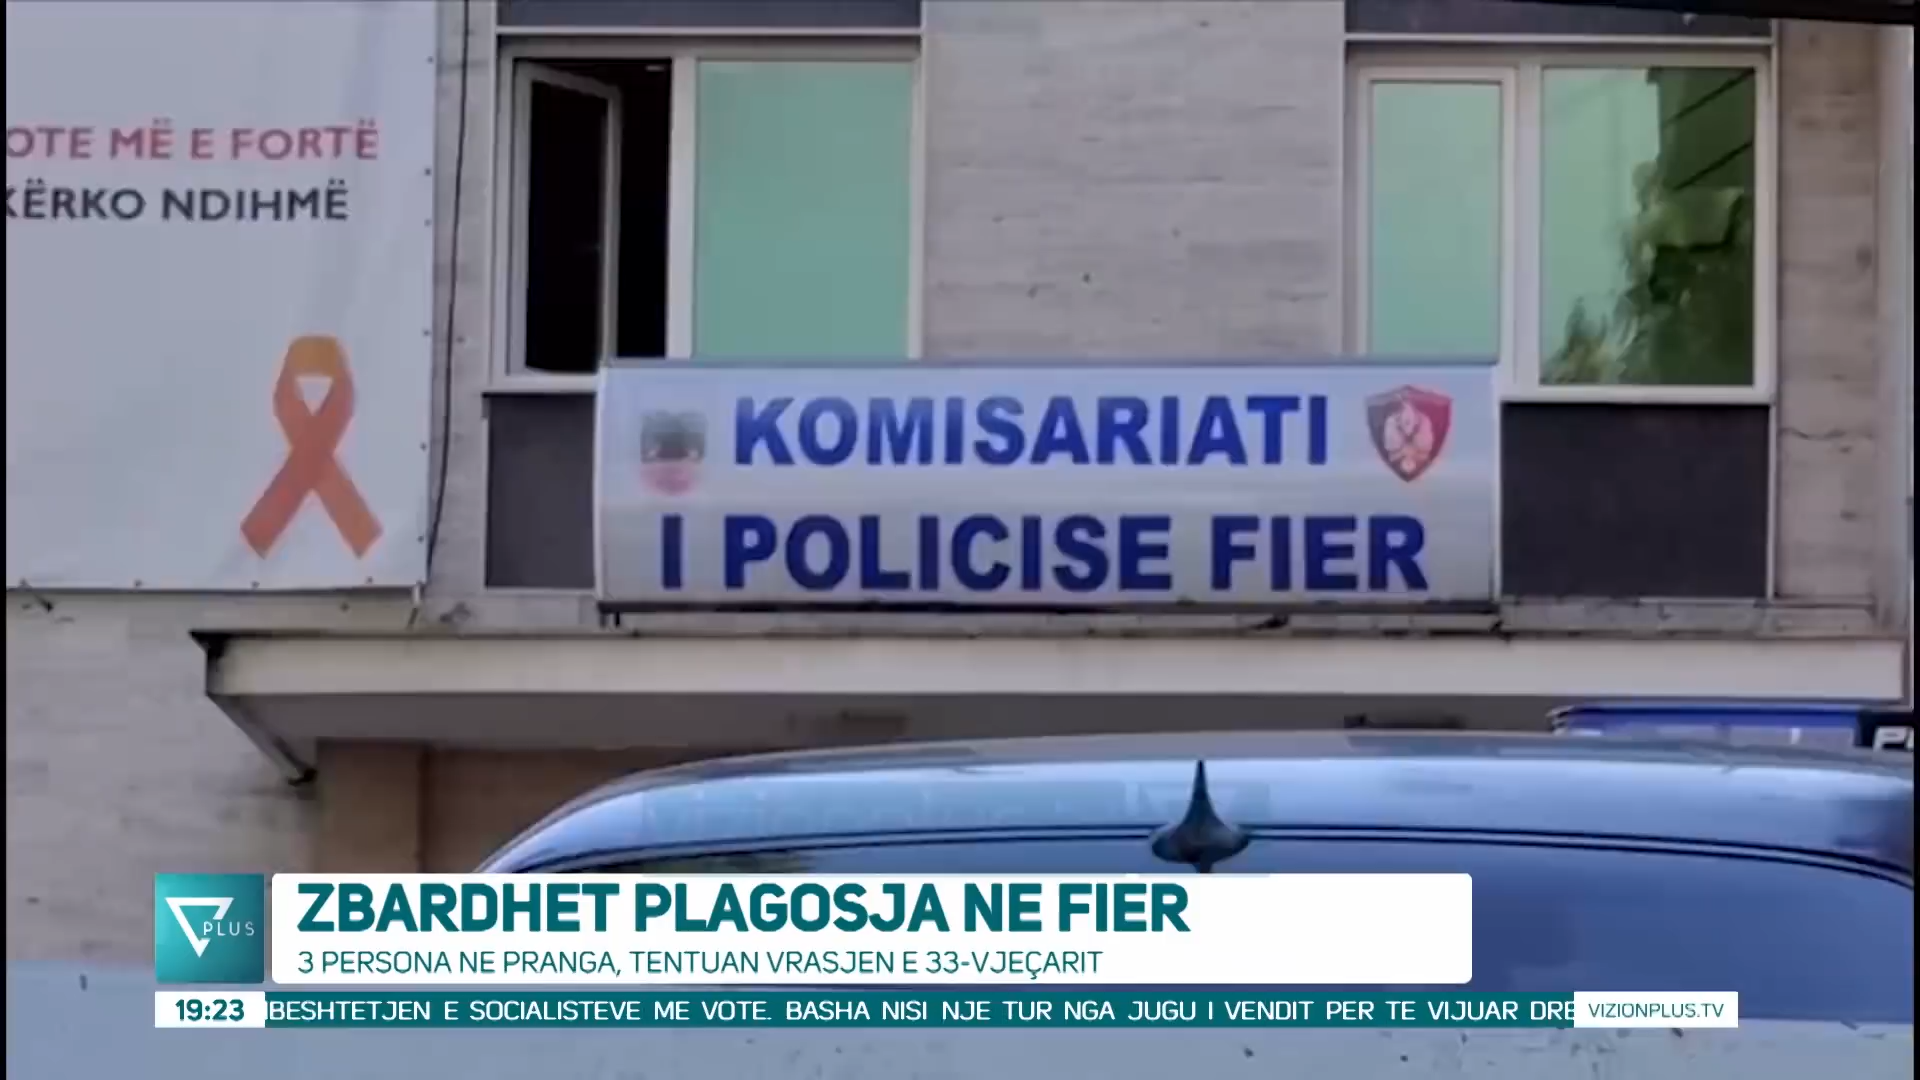 OTE MË E FORTË
KËRKO NDIHMË
KOMISARIATI
I POLICISE FIER
PLUS
ZBARDHET PLAGOSJA NE FIER
3 PERSONA NE PRANGA, TENTUAN VRASJEN E 33-VJEÇARIT
19:23
BESHTETJEN E SOCIALISTEVE ME VOTE. BASHA NISI NJE TUR NGA JUGU I VENDIT PER TE VIJUAR DRE
VIZIONPLUS.TV